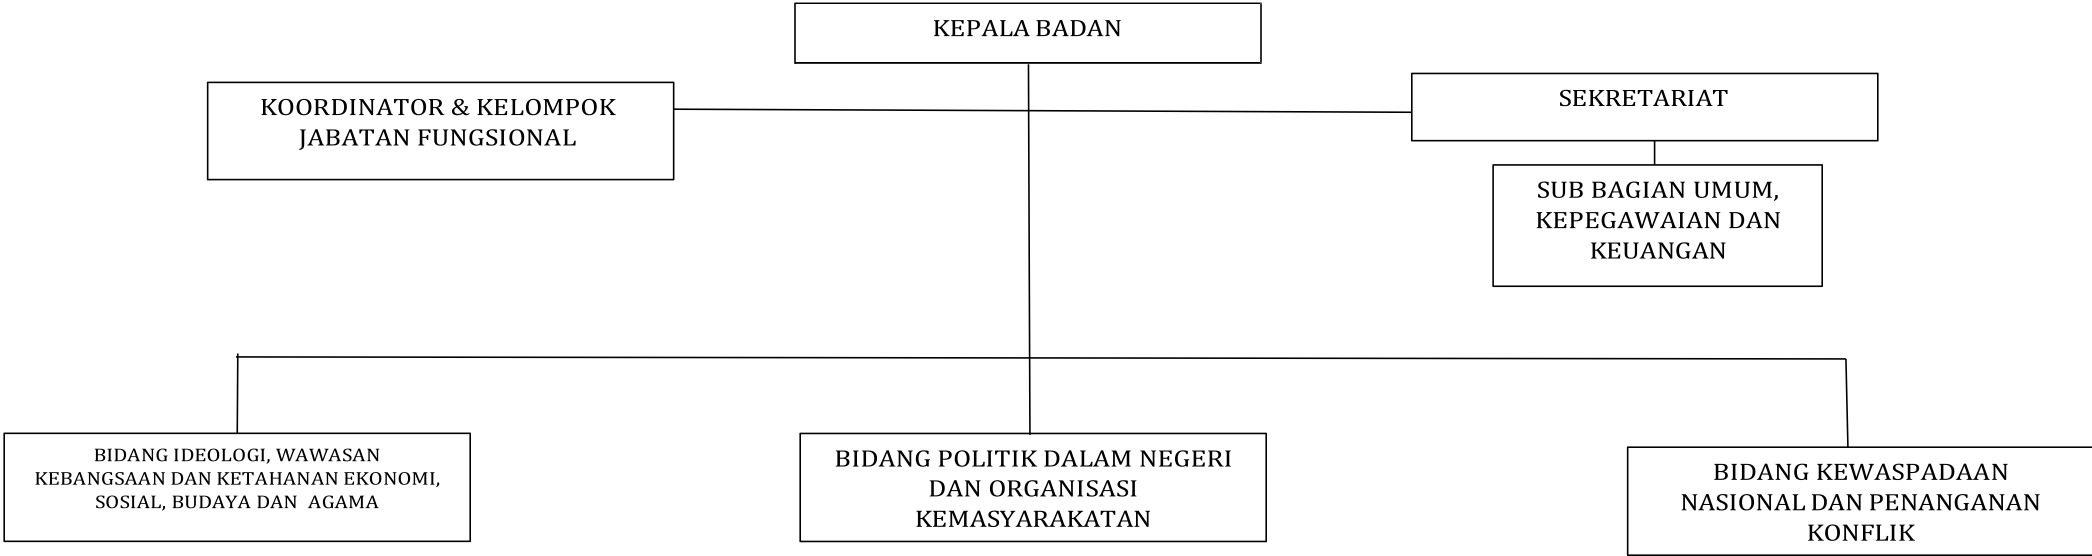 KEPALA BADAN
KOORDINATOR & KELOMPOK
JABATAN FUNGSIONAL
SEKRETARIAT
SUB BAGIAN UMUM,
KEPEGAWAIAN DAN
KEUANGAN
BIDANG IDEOLOGI, WAWASAN
KEBANGSAAN DAN KETAHANAN EKONOMI,
SOSIAL, BUDAYA DAN AGAMA
BIDANG POLITIK DALAM NEGERI
DAN ORGANISASI
KEMASYARAKATAN
BIDANG KEWASPADAAN
NASIONAL DAN PENANGANAN
KONFLIK